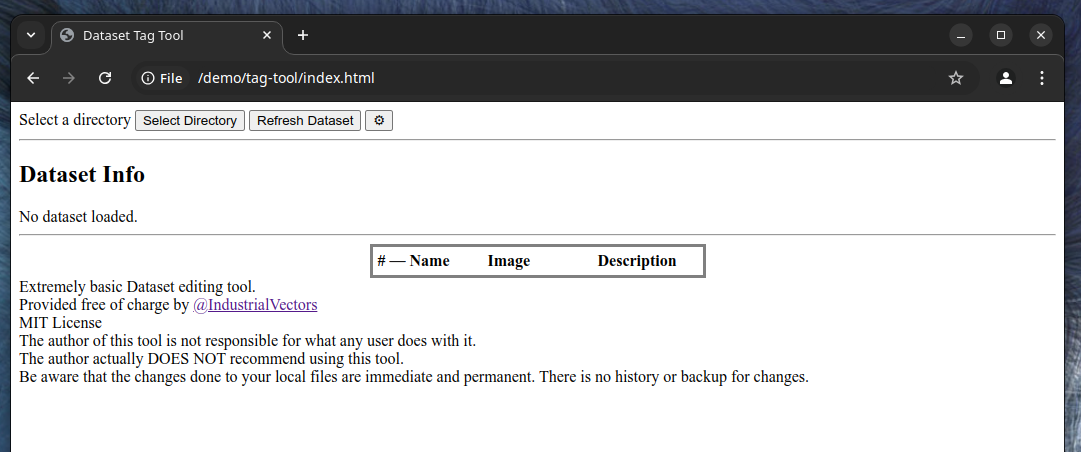 Dataset Tag Tool
File /demo/tag-tool/index.html
Select a directory Select Directory Refresh Dataset
Dataset Info
No dataset loaded.
# — Name Image Description
Extremely basic Dataset editing tool.
Provided free of charge by @IndustrialVectors
MIT License
The author of this tool is not responsible for what any user does with it.
The author actually DOES NOT recommend using this tool.
Be aware that the changes done to your local files are immediate and permanent. There is no history or backup for changes.